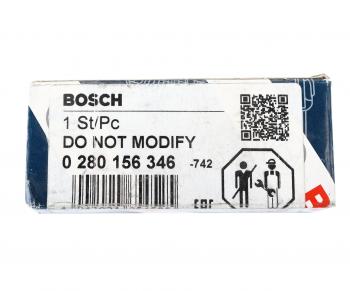 BOSCH
1 St/Pc
DO NOT MODIFY
0 280 156 346 -742
EAC